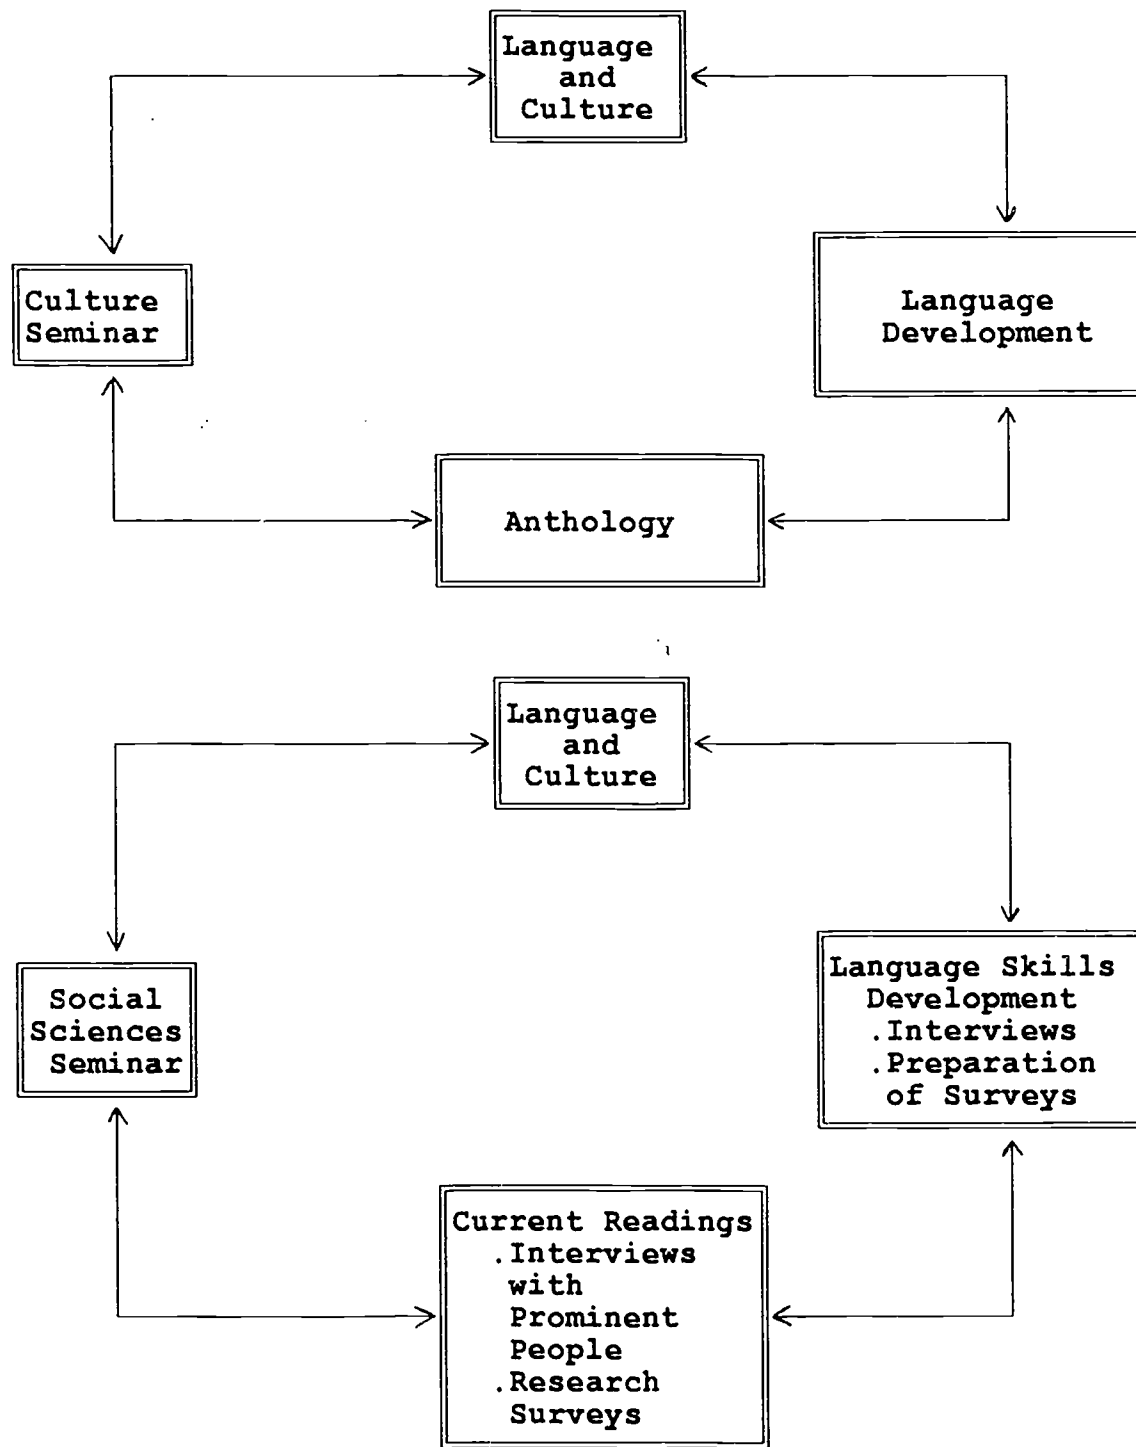 Language
and
Culture
Culture
Seminar
Language
Development
Anthology
Language
and
Culture
Social
Sciences
Seminar
Language Skills
Development
.Interviews
.Preparation
of Surveys
Current Readings
.Interviews
with
Prominent
People
.Research
Surveys